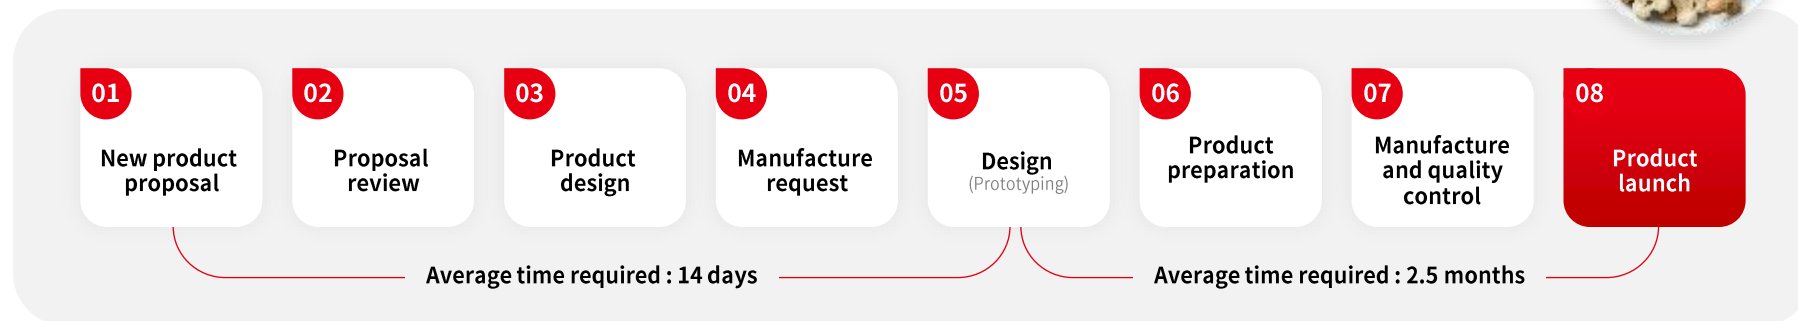 01
New product
proposal
02
Proposal
review
03
Product
design
04
Manufacture
request
05
Design
(Prototyping)
06
Product
preparation
07
Manufacture
and quality
control
08
Product
launch
Average time required : 14 days
Average time required : 2.5 months